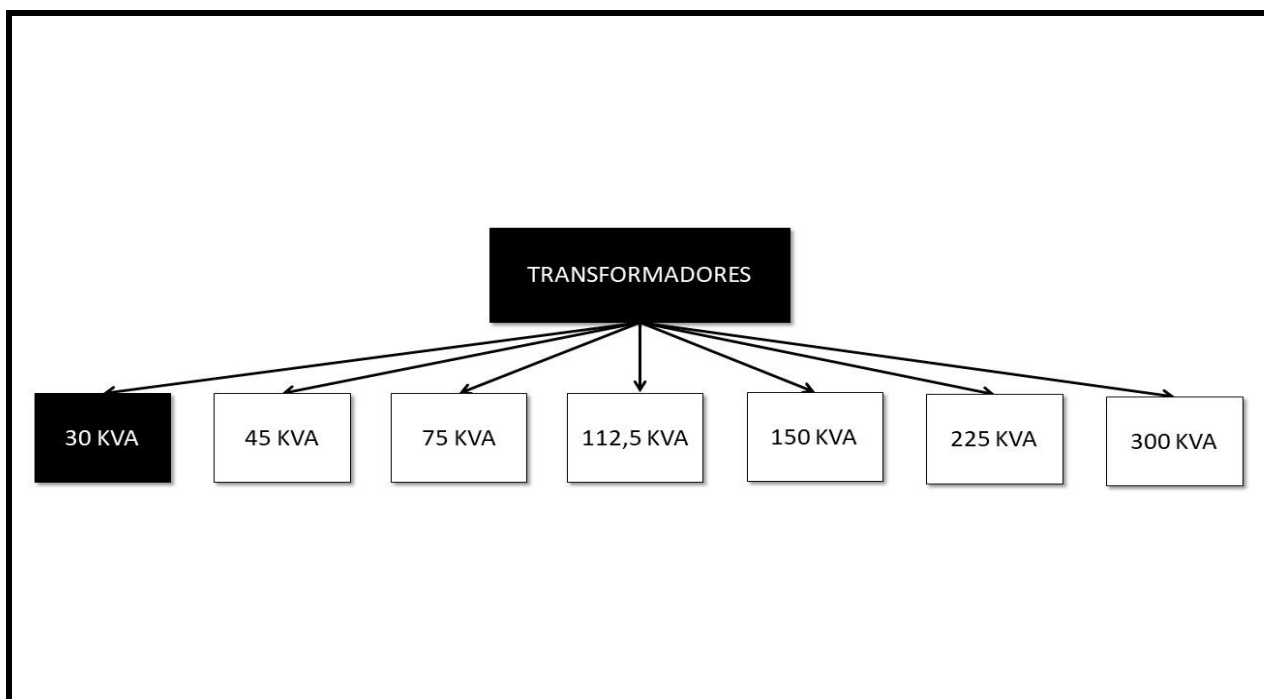 TRANSFORMADORES
30 KVA
45 KVA
75 KVA
112,5 KVA
150 KVA
225 KVA
300 KVA